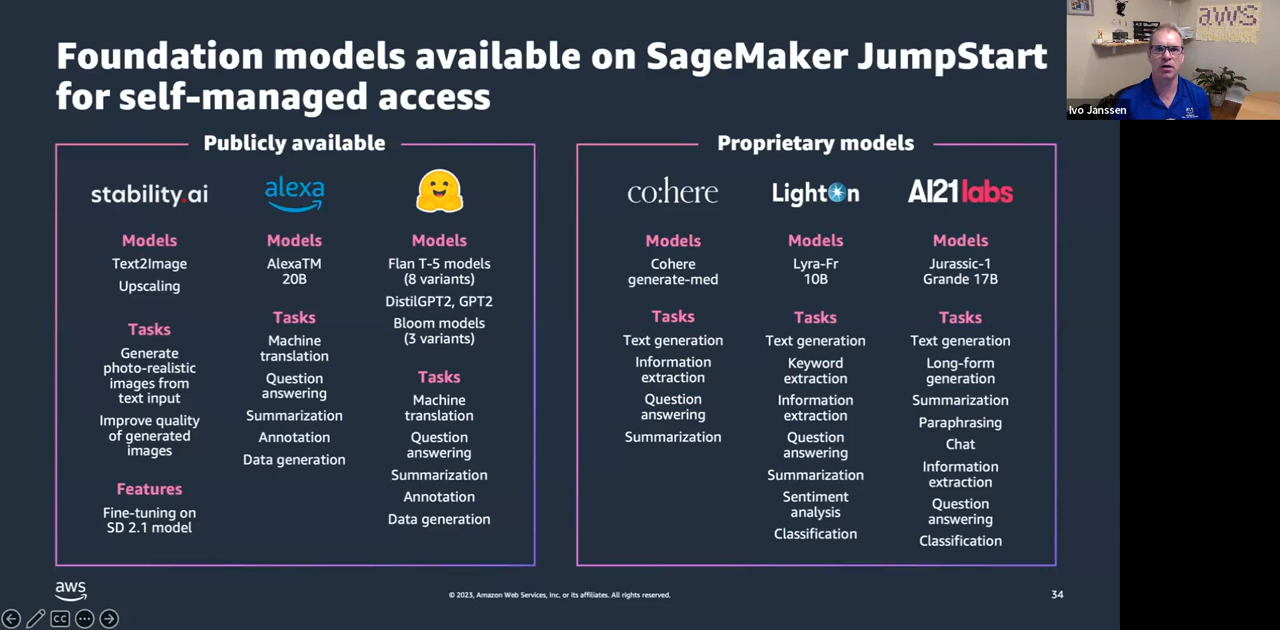 Foundation models available on SageMaker JumpStart
for self-managed access
aws
Ivo Janssen
Publicly available
stability.ai
Models
Text2Image
Upscaling
Tasks
Generate
photo-realistic
images from
text input
Improve quality
of generated
images
Features
Fine-tuning on
SD 2.1 model
alexa
Models
AlexaTM
20B
Tasks
Machine
translation
Question
answering
Summarization
Annotation
Data generation
Models
Flan T-5 models
(8 variants)
DistilGPT2, GPT2
Bloom models
(3 variants)
Tasks
Machine
translation
Question
answering
Summarization
Annotation
Data generation
Proprietary models
co:here
Models
Cohere
generate-med
Tasks
Text generation
Information
extraction
Question
answering
Summarization
LightOn
Models
Lyra-Fr
10B
Tasks
Text generation
Keyword
extraction
Information
extraction
Question
answering
Summarization
Sentiment
analysis
Classification
AI21labs
Models
Jurassic-1
Grande 17B
Tasks
Text generation
Long-form
generation
Summarization
Paraphrasing
Chat
Information
extraction
Question
answering
Classification
aws
© 2023, Amazon Web Services, Inc. or its affiliates. All rights reserved.
34
CC